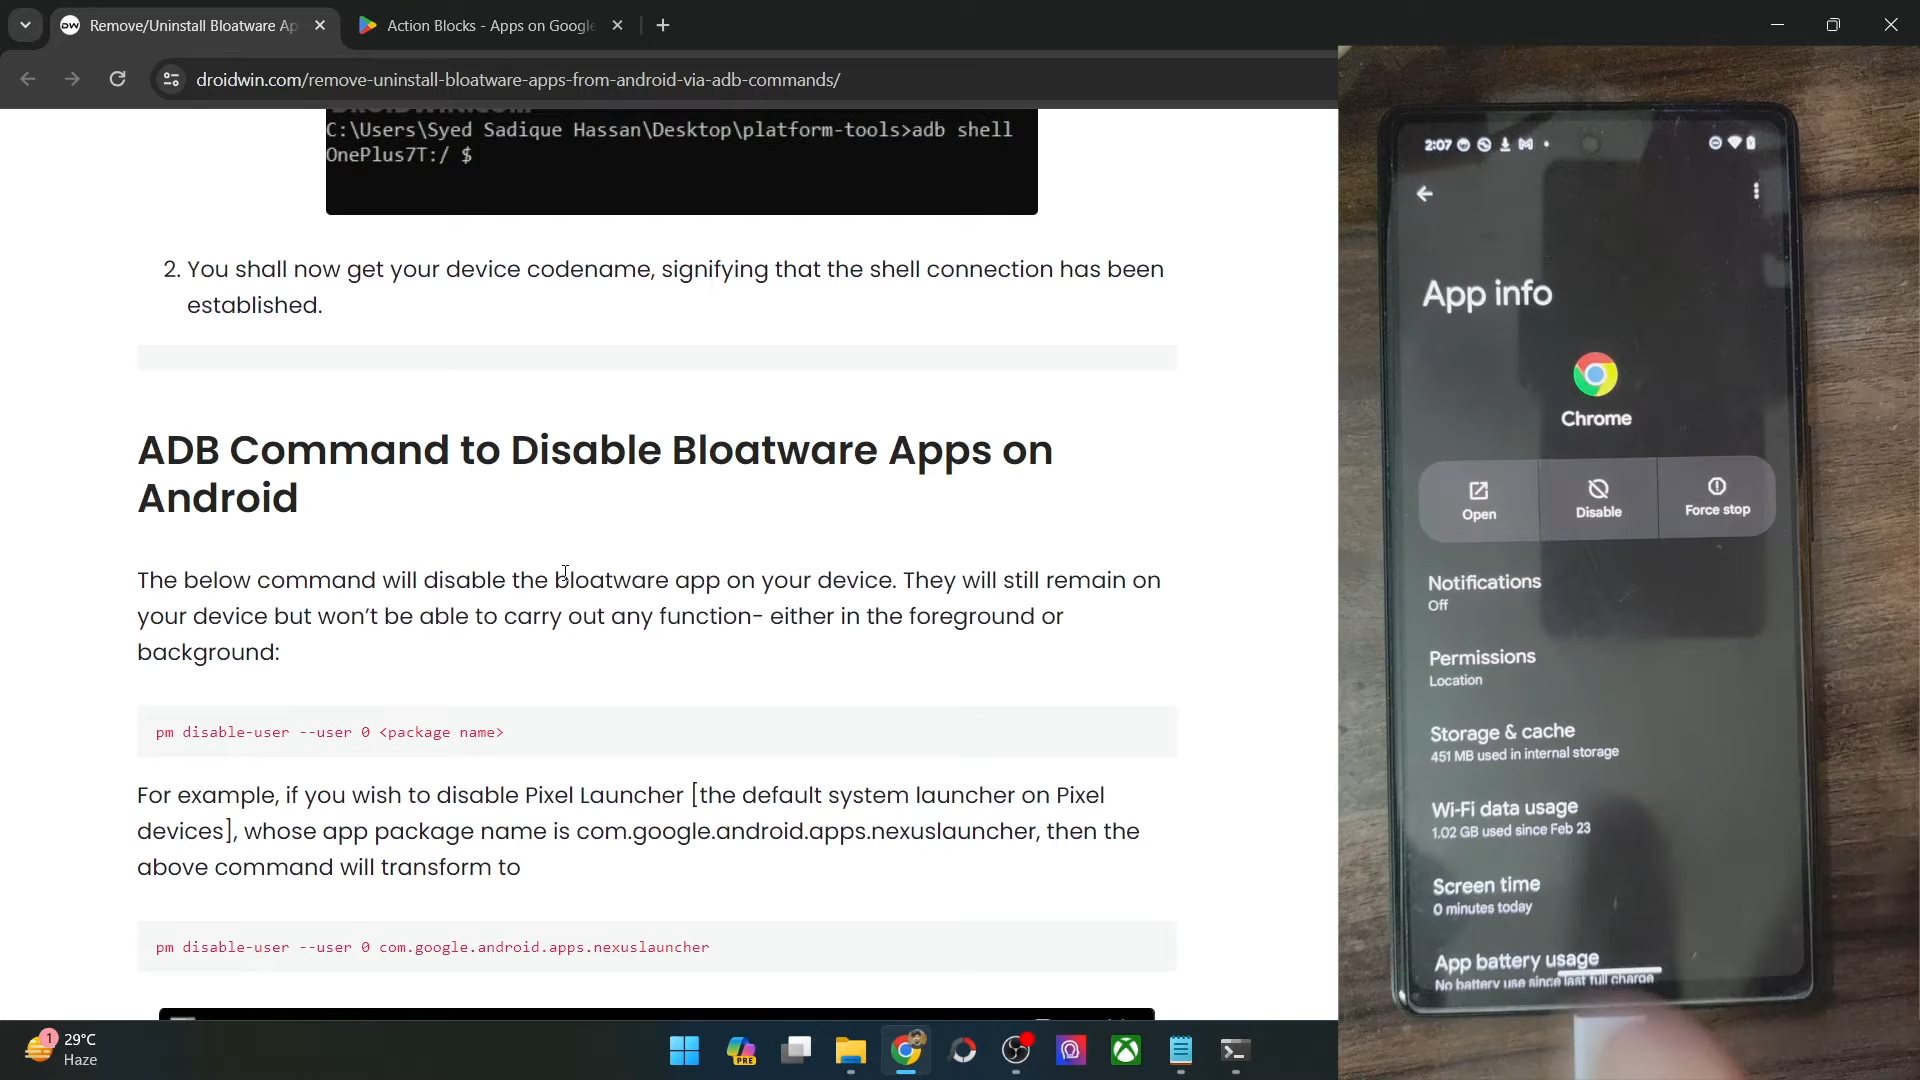 Remove/Uninstall Bloatware Ap
Action Blocks - Apps on Google
droidwin.com/remove-uninstall-bloatware-apps-from-android-via-adb-commands/
C:\Users\Syed Sadique Hassan\Desktop\platform-tools>adb shell
OnePlus7T:/ $
2. You shall now get your device codename, signifying that the shell connection has been
established.
ADB Command to Disable Bloatware Apps on
Android
The below command will disable the bloatware app on your device. They will still remain on
your device but won’t be able to carry out any function- either in the foreground or
background:
pm disable-user --user 0 <package name>
For example, if you wish to disable Pixel Launcher [the default system launcher on Pixel
devices], whose app package name is com.google.android.apps.nexuslauncher, then the
above command will transform to
pm disable-user --user 0 com.google.android.apps.nexuslauncher
1
29°C
Haze
PRE
2:07
App info
Chrome
Open
Disable
Force stop
Notifications
Off
Permissions
Location
Storage & cache
451 MB used in internal storage
Wi-Fi data usage
1.02 GB used since Feb 23
Screen time
0 minutes today
App battery usage
No battery use since last full charge